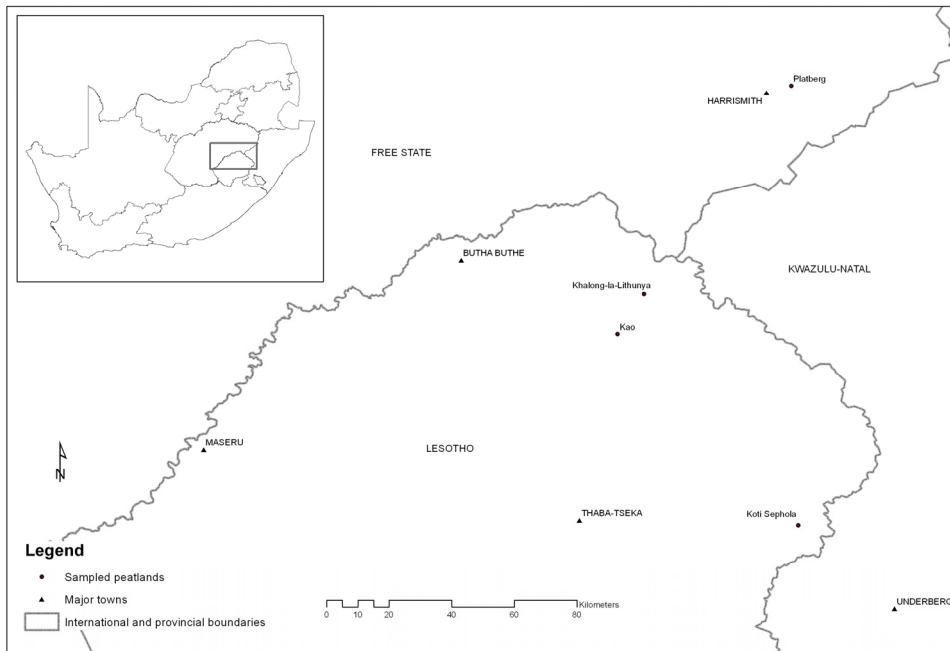 Platberg
HARRISMITH
FREE STATE
BUTHA BUTHE
KWAZULU-NATAL
Khalong-la-Lithunya
Kao
MASERU
LESOTHO
N
THABA-TSEKA
Koti Sephola
Legend
Sampled peatlands
Major towns
International and provincial boundaries
Kilometers
0 10 20 40 60 80
UNDERBERG